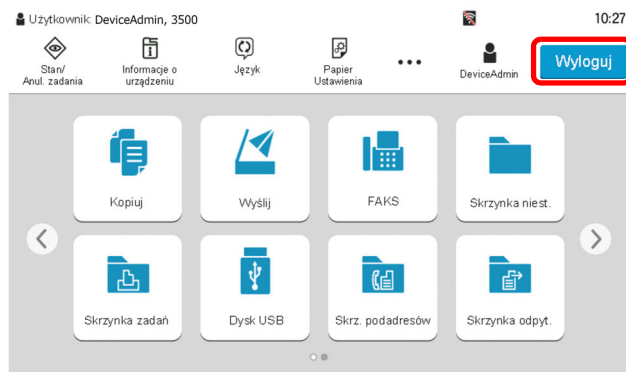 Użytkownik: DeviceAdmin, 3500
10:27
Stan/
Anul. zadania
Informacje o
urządzeniu
Język
Papier
Ustawienia
DeviceAdmin
Wyloguj
Kopiuj
Wyślij
FAKS
Skrzynka niest.
Skrzynka zadań
Dysk USB
Skrz. podadresów
Skrzynka odpyt.